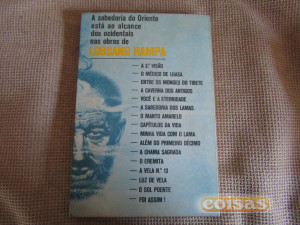 A sabedoria do Oriente
está ao alcance
dos ocidentais
nas obras de
LOBSANG RAMPA
— A 3ª VISÃO
— O MÉDICO DE LHASA
— ENTRE OS MONGES DO TIBETE
— A CAVERNA DOS ANTIGOS
— VOCÊ E A ETERNIDADE
— A SABEDORIA DOS LAMAS
— O MANTO AMARELO
— CAPÍTULOS DA VIDA
— MINHA VIDA COM O LAMA
— ALÉM DO PRIMEIRO DÉCIMO
— A CHAMA SAGRADA
— O EREMITA
— A VELA N.º 13
— LUZ DE VELA
— O SOL POENTE
— FOI ASSIM !
coisas